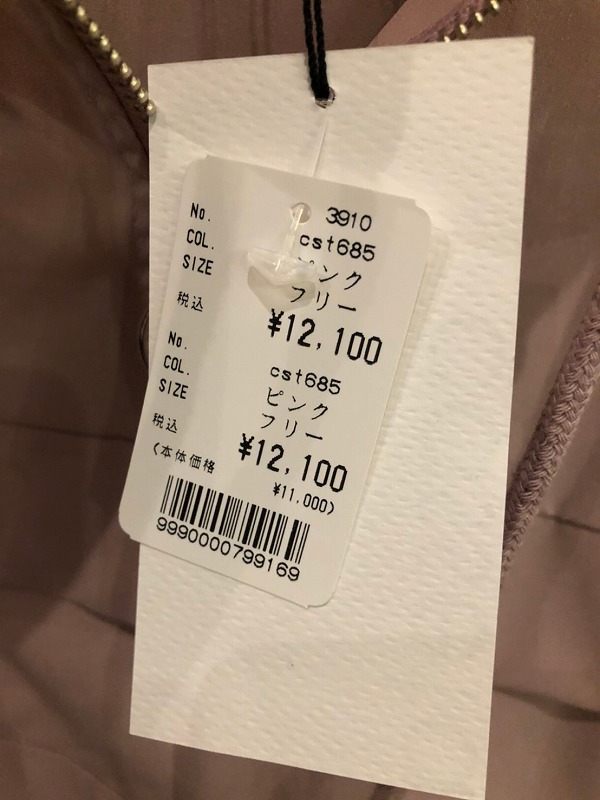 3910
No. cst685
COL. ピンク
SIZE フリー
税込 ¥12,100
No. cst685
COL. ピンク
SIZE フリー
税込 ¥12,100
(本体価格 ¥11,000)
9990000799169